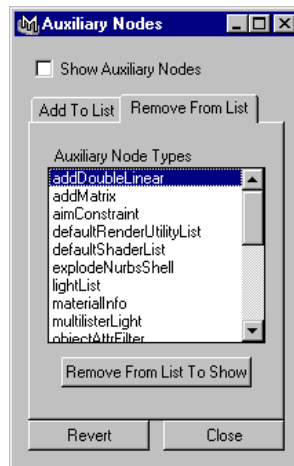 Auxiliary Nodes
Show Auxiliary Nodes
Add To List Remove From List
Auxiliary Node Types
addDoubleLinear
addMatrix
aimConstraint
defaultRenderUtilityList
defaultShaderList
explodeNurbsShell
lightList
materialInfo
multilisterLight
objectAttrFilter
Remove From List To Show
Revert Close